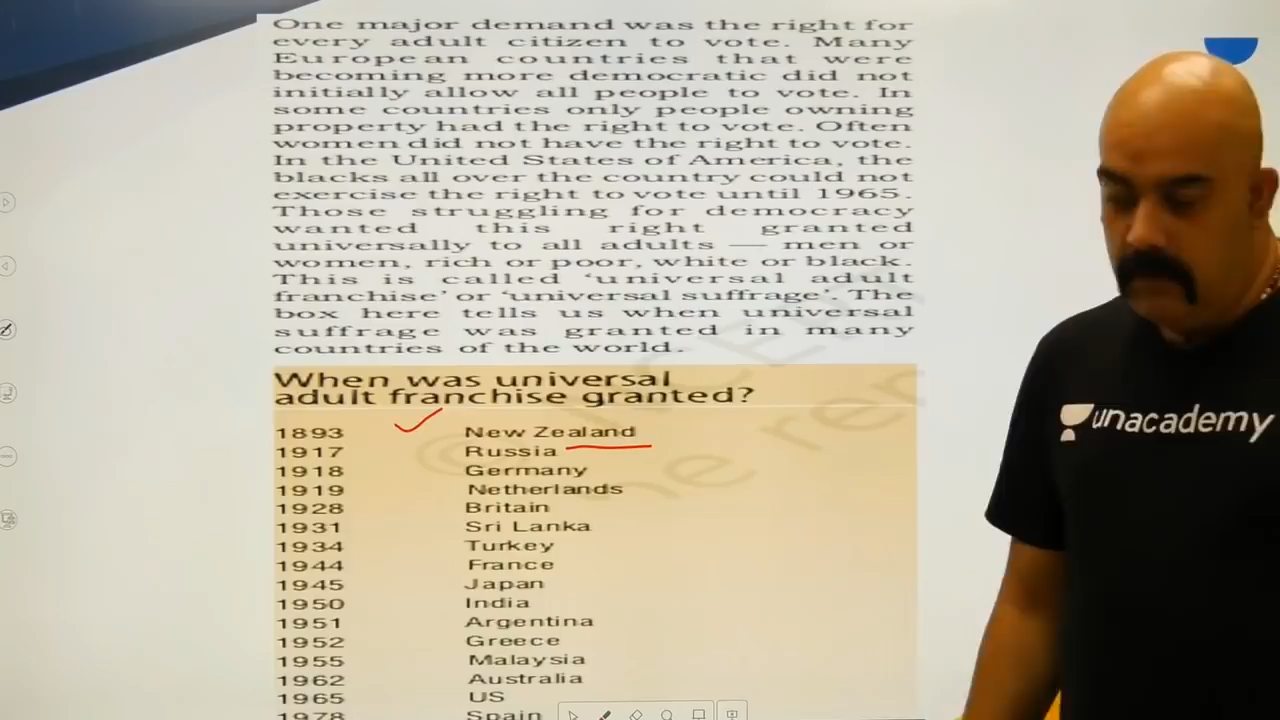 One major demand was the right for
every adult citizen to vote. Many
European countries that were
becoming more democratic did not
initially allow all people to vote. In
some countries only people owning
property had the right to vote. Often
women did not have the right to vote.
In the United States of America, the
blacks all over the country could not
exercise the right to vote until 1965.
Those struggling for democracy
wanted this right granted
universally to all adults — men or
women, rich or poor, white or black.
This is called 'universal adult
franchise' or 'universal suffrage'. The
box here tells us when universal
suffrage was granted in many
countries of the world.
When was universal
adult franchise granted?
1893 New Zealand
1917 Russia
1918 Germany
1919 Netherlands
1928 Britain
1931 Sri Lanka
1934 Turkey
1944 France
1945 Japan
1950 India
1951 Argentina
1952 Greece
1955 Malaysia
1962 Australia
1965 US
1978 Spain
unacademy